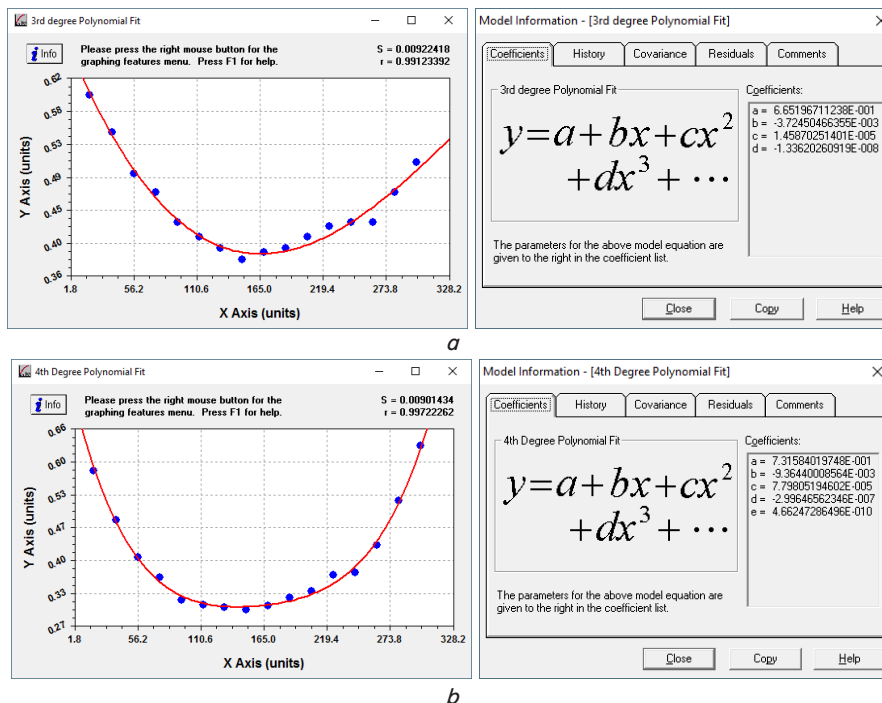 3rd degree Polynomial Fit
Info
Please press the right mouse button for the
graphing features menu. Press F1 for help.
S = 0.00922418
r = 0.99123392
Y Axis (units)
0.62
0.58
0.53
0.49
0.45
0.40
0.36
1.8 56.2 110.6 165.0 219.4 273.8 328.2
X Axis (units)
Model Information - [3rd degree Polynomial Fit]
Coefficients History Covariance Residuals Comments
3rd degree Polynomial Fit
y=a+bx+cx²
+dx³+⋯
The parameters for the above model equation are
given to the right in the coefficient list.
Coefficients:
a = 6.65196711238E-001
b = -3.72450466355E-003
c = 1.45870251401E-005
d = -1.33620260919E-008
Close Copy Help
a
4th Degree Polynomial Fit
Info
Please press the right mouse button for the
graphing features menu. Press F1 for help.
S = 0.00901434
r = 0.99722262
Y Axis (units)
0.66
0.60
0.53
0.47
0.40
0.33
0.27
1.8 56.2 110.6 165.0 219.4 273.8 328.2
X Axis (units)
Model Information - [4th Degree Polynomial Fit]
Coefficients History Covariance Residuals Comments
4th Degree Polynomial Fit
y=a+bx+cx²
+dx³+⋯
The parameters for the above model equation are
given to the right in the coefficient list.
Coefficients:
a = 7.31584019748E-001
b = -9.36440008564E-003
c = 7.79805194602E-005
d = -2.99646562346E-007
e = 4.66247286496E-010
Close Copy Help
b